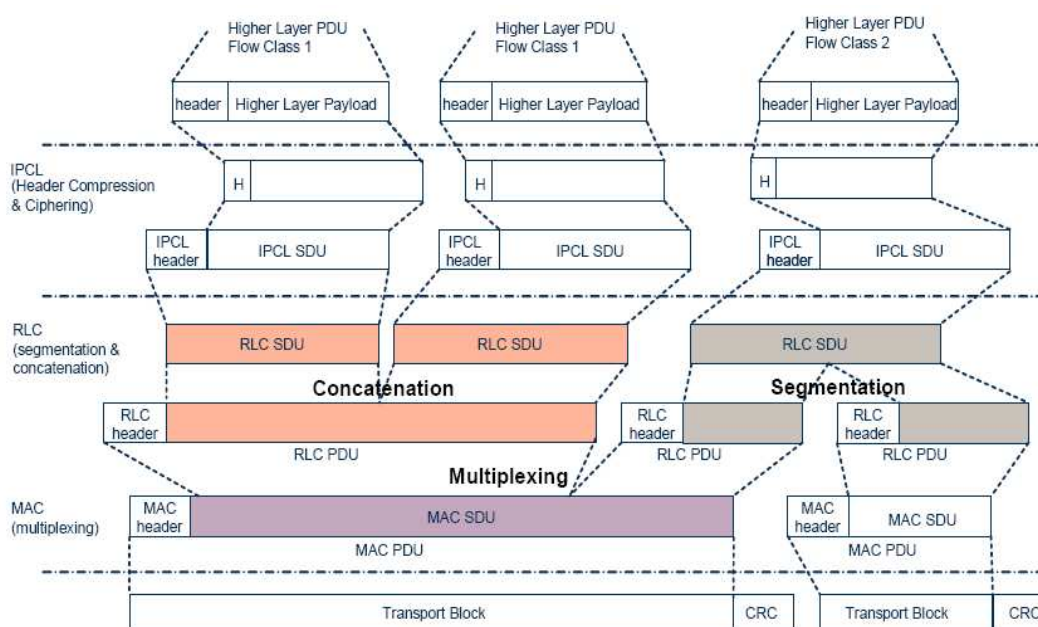 Higher Layer PDU
Flow Class 1
Higher Layer PDU
Flow Class 1
Higher Layer PDU
Flow Class 2
header
Higher Layer Payload
header
Higher Layer Payload
header
Higher Layer Payload
IPCL
(Header Compression
& Ciphering)
H
H
H
IPCL
header
IPCL SDU
IPCL
header
IPCL SDU
IPCL
header
IPCL SDU
RLC
(segmentation &
concatenation)
RLC SDU
RLC SDU
RLC SDU
Concatenation
Segmentation
RLC
header
RLC
header
RLC
header
RLC PDU
RLC PDU
RLC PDU
Multiplexing
MAC
(multiplexing)
MAC
header
MAC SDU
MAC
header
MAC SDU
MAC PDU
MAC PDU
Transport Block
CRC
Transport Block
CRC